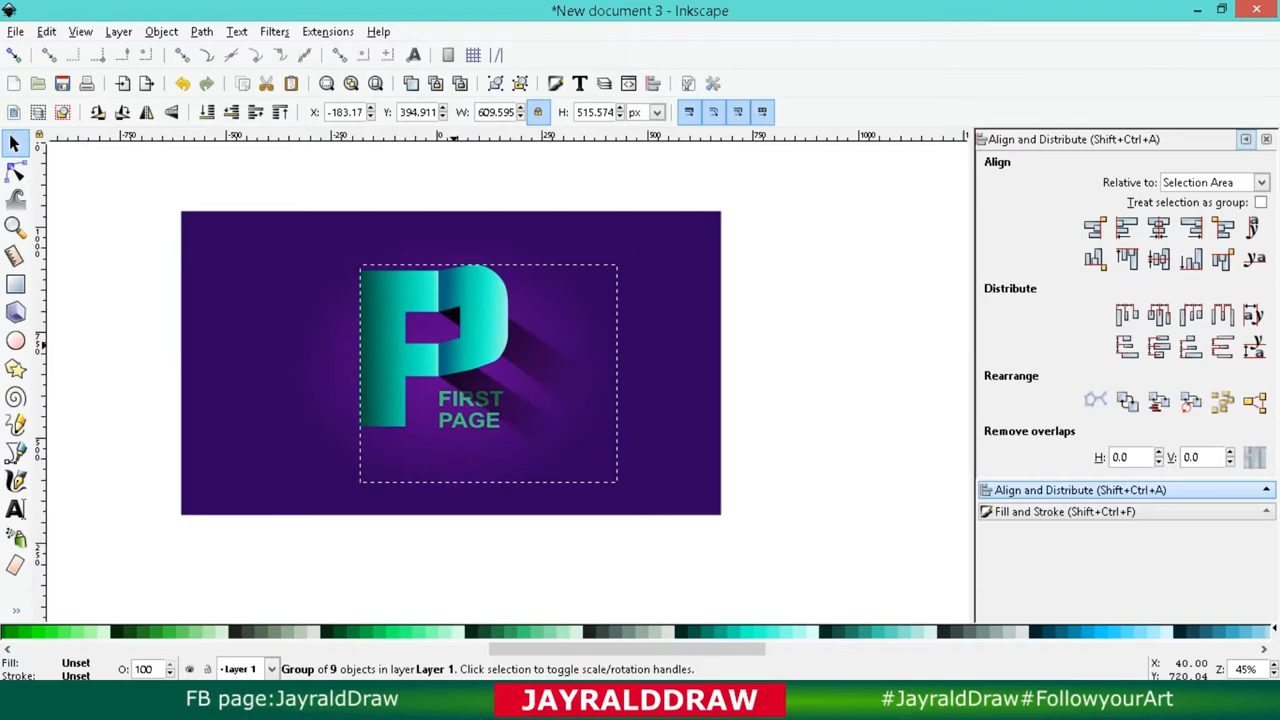 *New document 3 - Inkscape
File Edit View Layer Object Path Text Filters Extensions Help
X: -183.17 Y: 394.911 W: 609.595 H: 515.574 px
Align and Distribute (Shift+Ctrl+A)
Align
Relative to: Selection Area
Treat selection as group:
Distribute
Rearrange
Remove overlaps
H: 0.0 V: 0.0
Align and Distribute (Shift+Ctrl+A)
Fill and Stroke (Shift+Ctrl+F)
P
FIRST
PAGE
Fill: Unset
Stroke: Unset
O: 100 Layer 1 Group of 9 objects in layer Layer 1. Click selection to toggle scale/rotation handles.
X: 40.00
Y: 720.04
Z: 45%
FB page:JayraldDraw
JAYRALDDRAW
#JayraldDraw#FollowyourArt